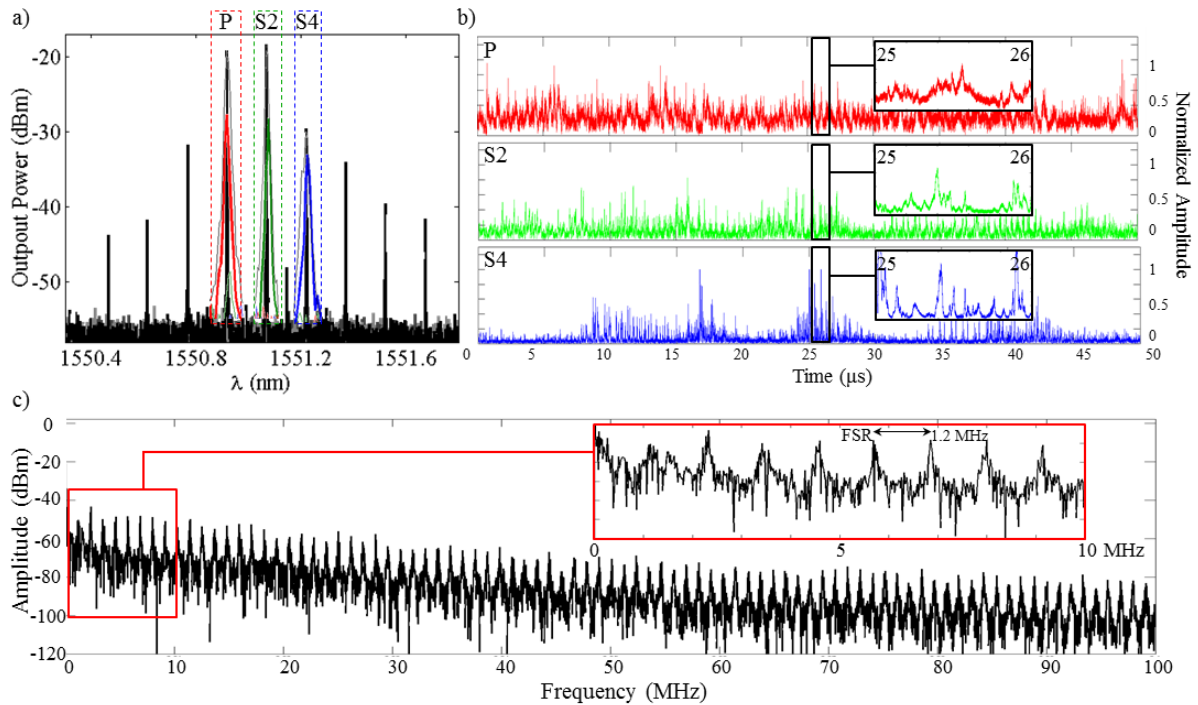 a)
P S2 S4
Outpout Power (dBm)
-20
-30
-40
-50
1550.4 1550.8 1551.2 1551.6
λ (nm)
b)
P
25 26
1
0.5
0
S2
25 26
1
0.5
0
S4
25 26
1
0.5
0
Normalized Amplitude
0 5 10 15 20 25 30 35 40 45 50
Time (μs)
c)
Amplitude (dBm)
0
-20
-40
-60
-80
-100
-120
FSR 1.2 MHz
0 5 10 MHz
0 10 20 30 40 50 60 70 80 90 100
Frequency (MHz)